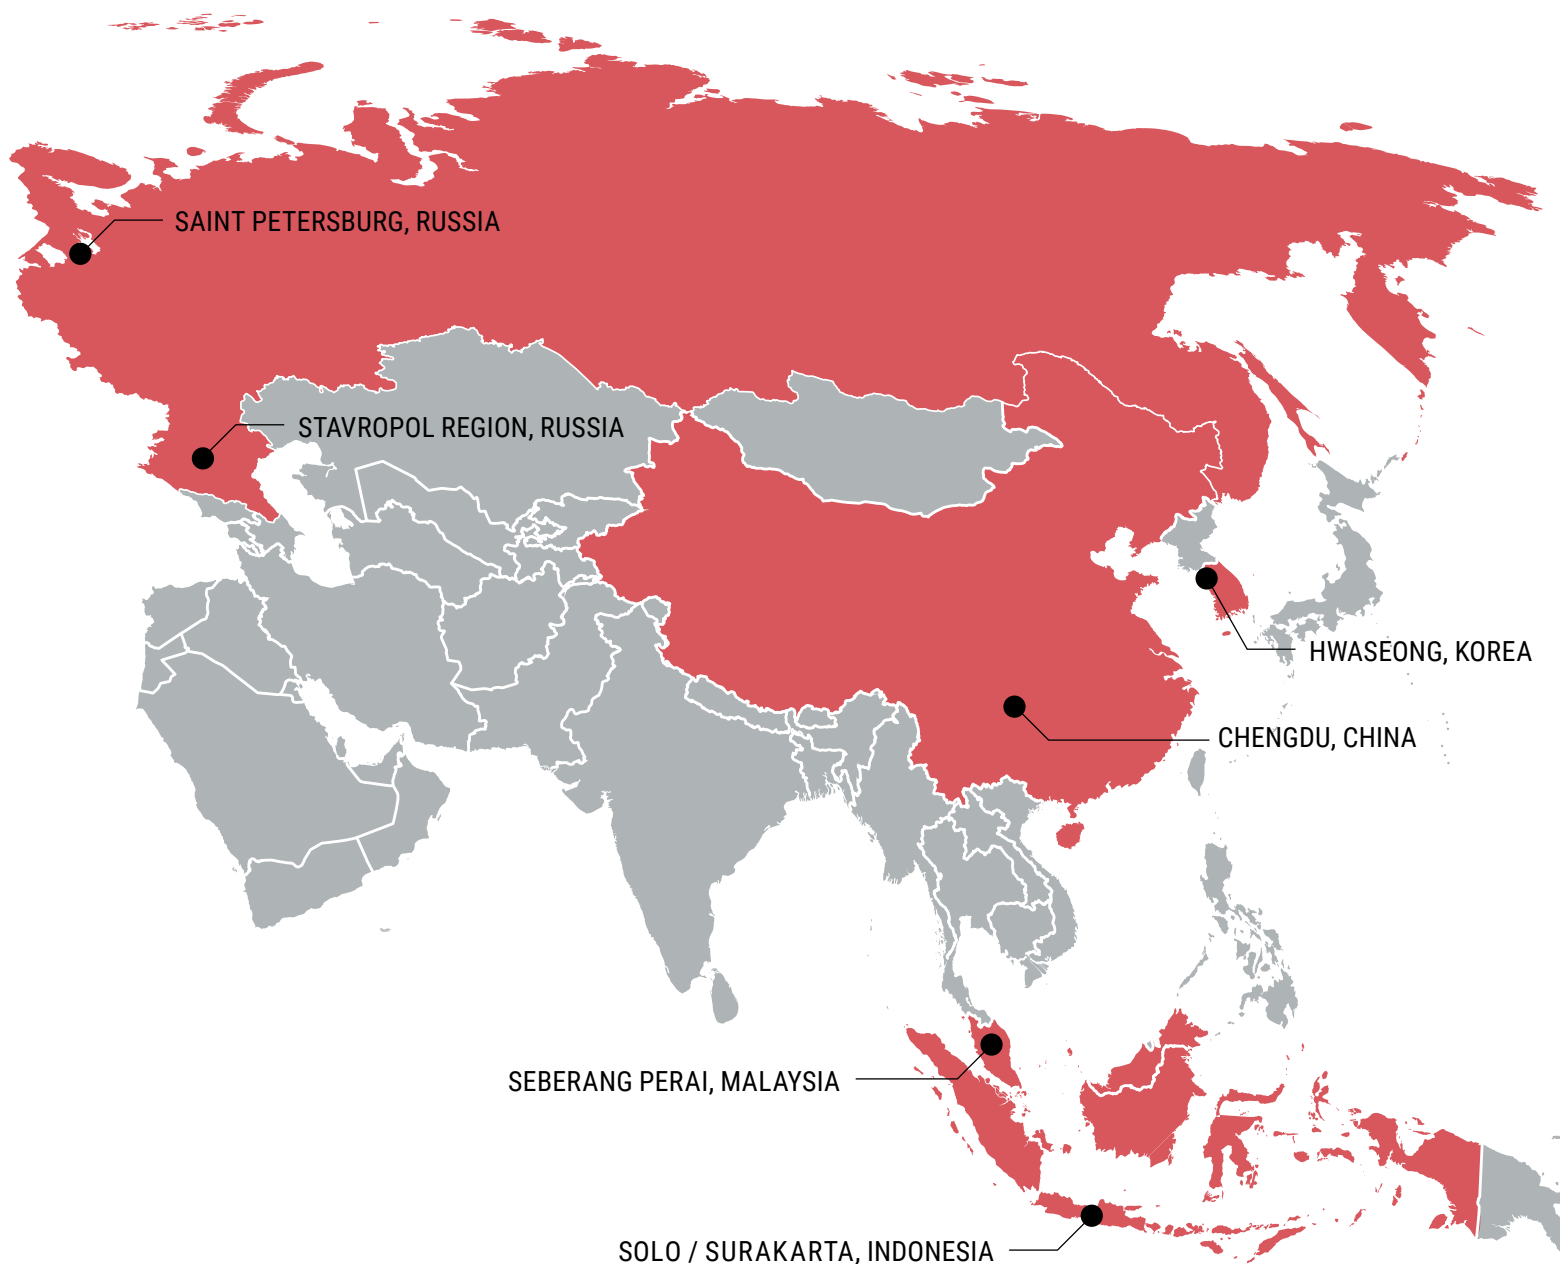 SAINT PETERSBURG, RUSSIA
STAVROPOL REGION, RUSSIA
HWASEONG, KOREA
CHENGDU, CHINA
SEBERANG PERAI, MALAYSIA
SOLO / SURAKARTA, INDONESIA